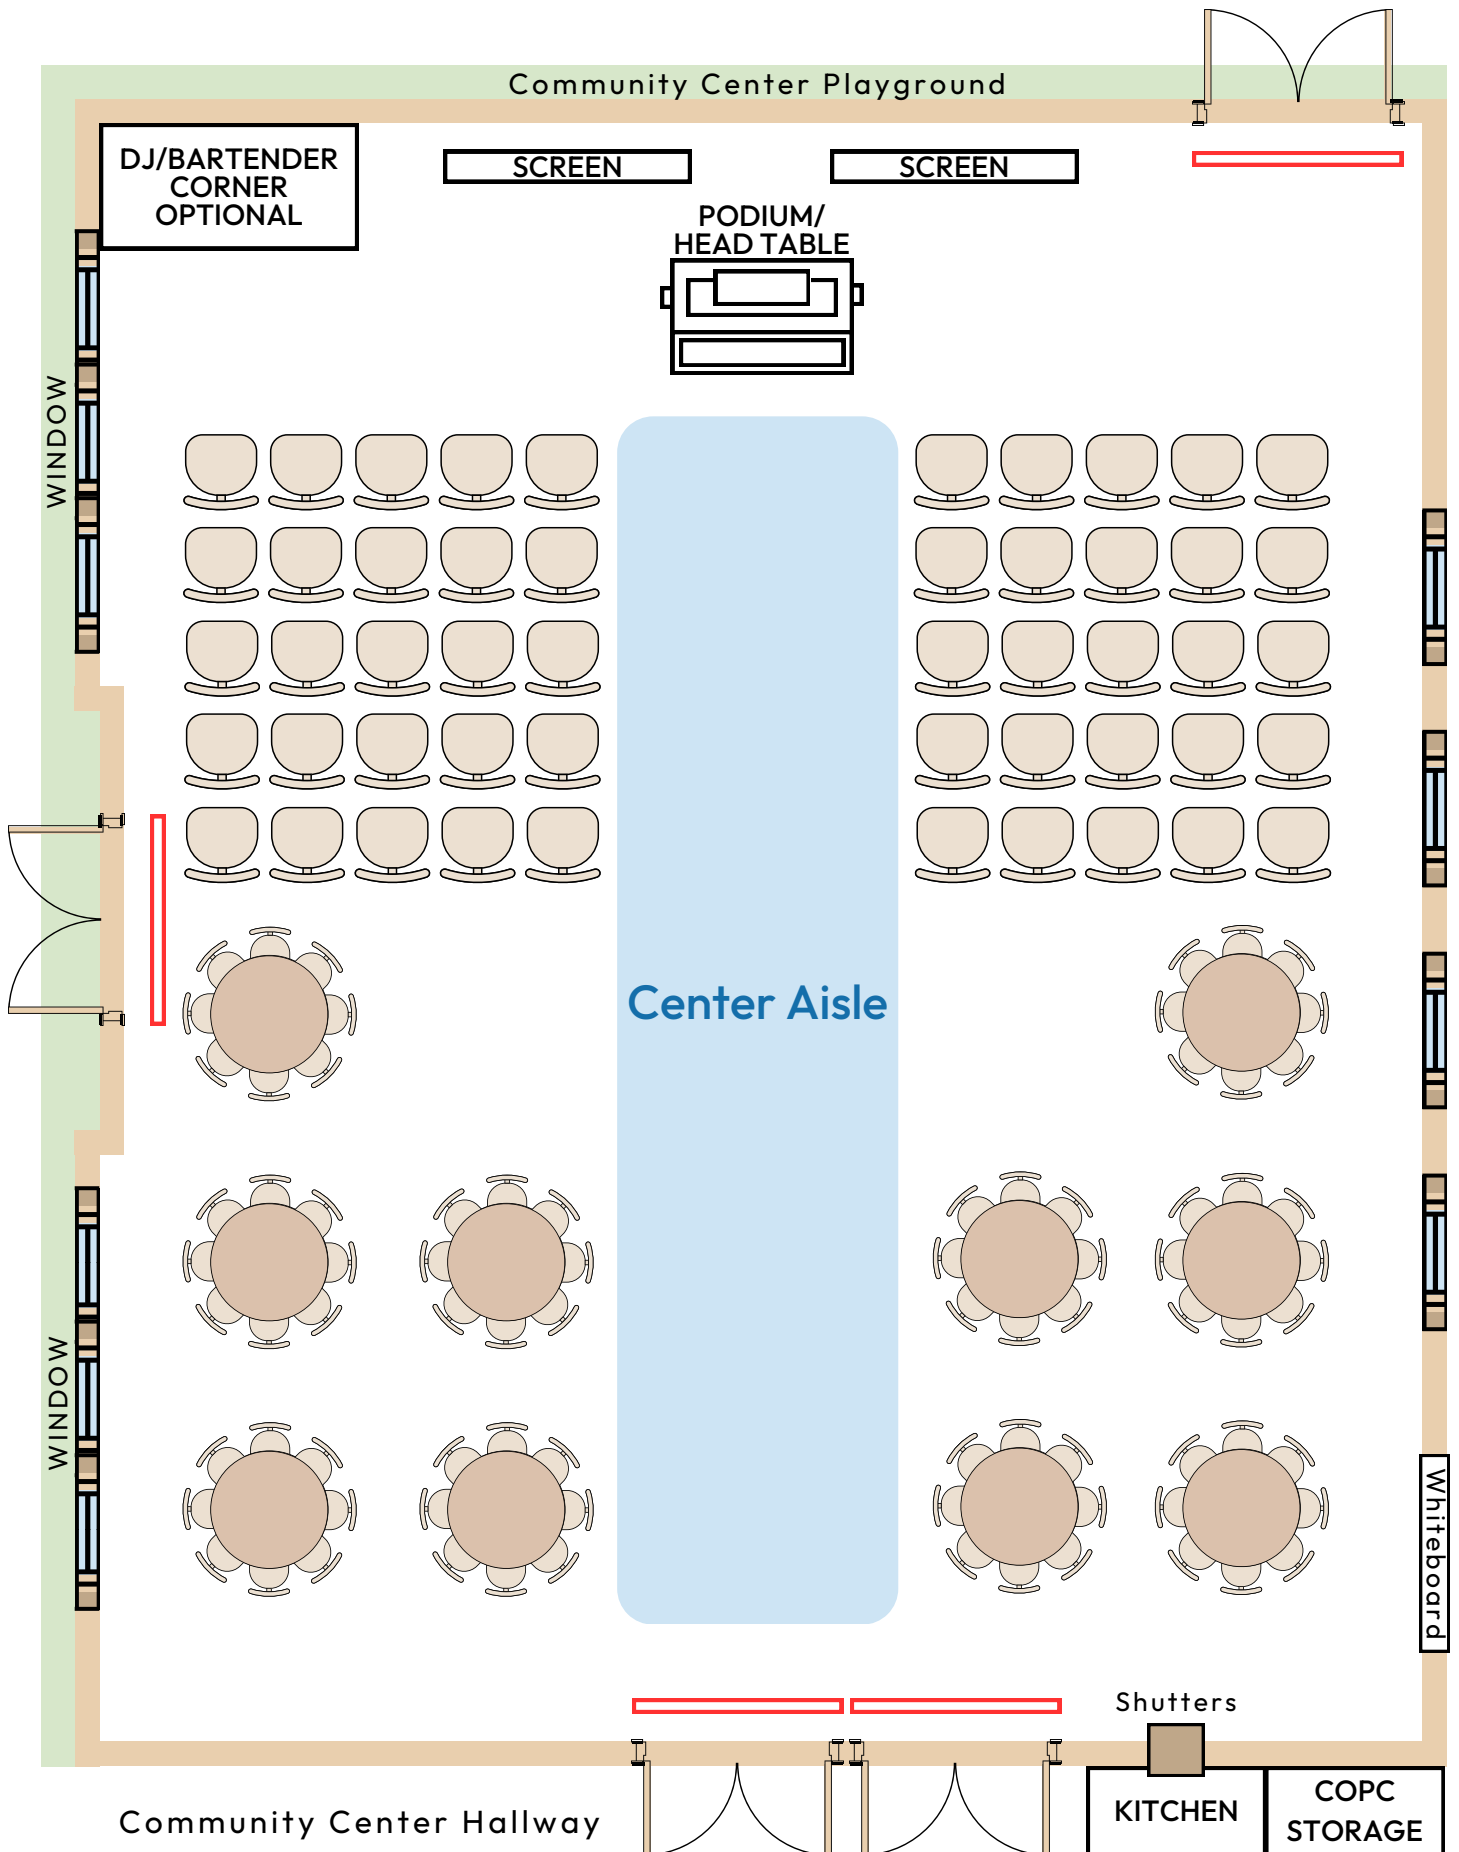 Community Center Playground
DJ/BARTENDER
CORNER
OPTIONAL
SCREEN
SCREEN
PODIUM/
HEAD TABLE
WINDOW
Center Aisle
WINDOW
Whiteboard
Shutters
KITCHEN
COPC
STORAGE
Community Center Hallway